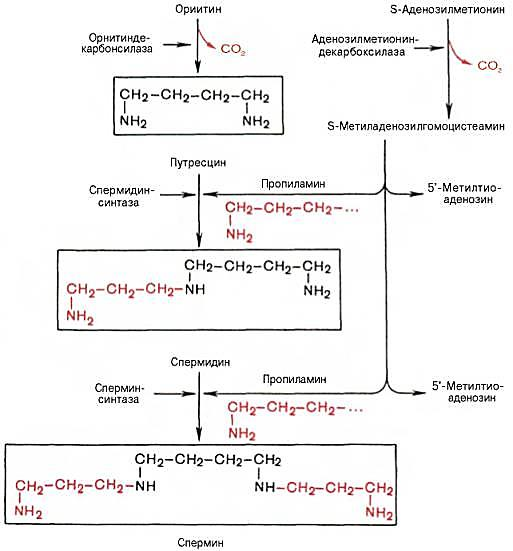 Ориитин
S-Аденозилметионин
Орнитинде-
карбонсилаза
CO2
Аденозилметионин-
декарбоксилаза
CO2
CH2-CH2-CH2-CH2
NH2 NH2
S-Метиладенозилгомоцистеамин
Путресцин
Спермидин-
синтаза
Пропиламин
CH2-CH2-CH2-...
NH2
5'-Метилтио-
аденозин
CH2-CH2-CH2-CH2
CH2-CH2-CH2-NH NH2
NH2
Спермидин
Спермин-
синтаза
Пропиламин
CH2-CH2-CH2-...
NH2
5'-Метилтио-
аденозин
CH2-CH2-CH2-CH2
CH2-CH2-CH2-NH NH-CH2-CH2-CH2
NH2 NH2
Спермин